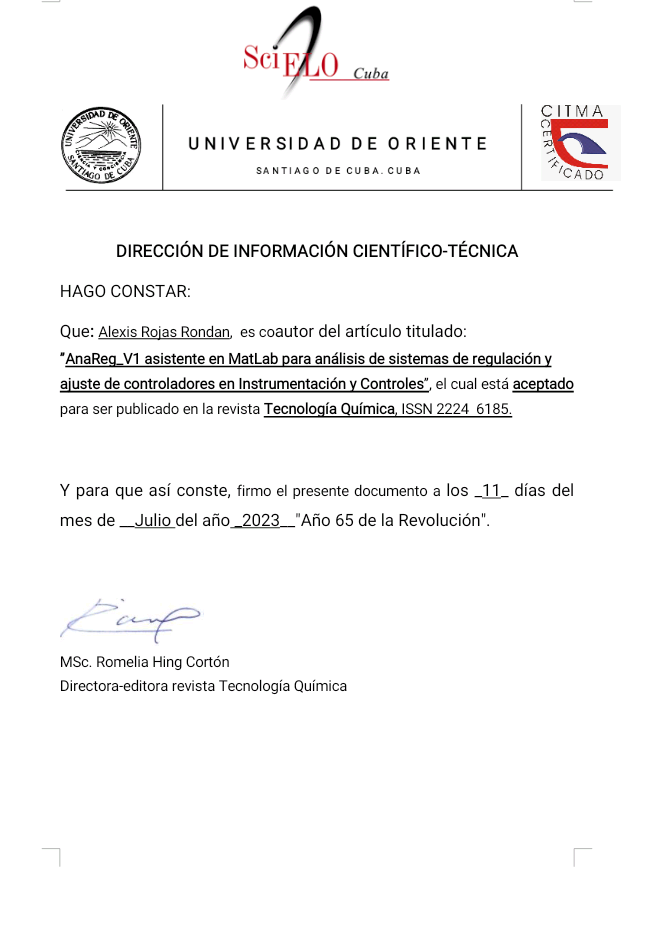 SciELO Cuba
UNIVERSIDAD DE ORIENTE
SANTIAGO DE CUBA
CIENCIA Y CONCIENCIA
UNIVERSIDAD DE ORIENTE
SANTIAGO DE CUBA. CUBA
CITMA
CERTIFICADO
DIRECCIÓN DE INFORMACIÓN CIENTÍFICO-TÉCNICA
HAGO CONSTAR:
Que: Alexis Rojas Rondan, es coautor del artículo titulado:
"AnaReg_V1 asistente en MatLab para análisis de sistemas de regulación y
ajuste de controladores en Instrumentación y Controles", el cual está aceptado
para ser publicado en la revista Tecnología Química, ISSN 2224 6185.
Y para que así conste, firmo el presente documento a los _11_ días del
mes de __Julio del año _2023__"Año 65 de la Revolución".
MSc. Romelia Hing Cortón
Directora-editora revista Tecnología Química